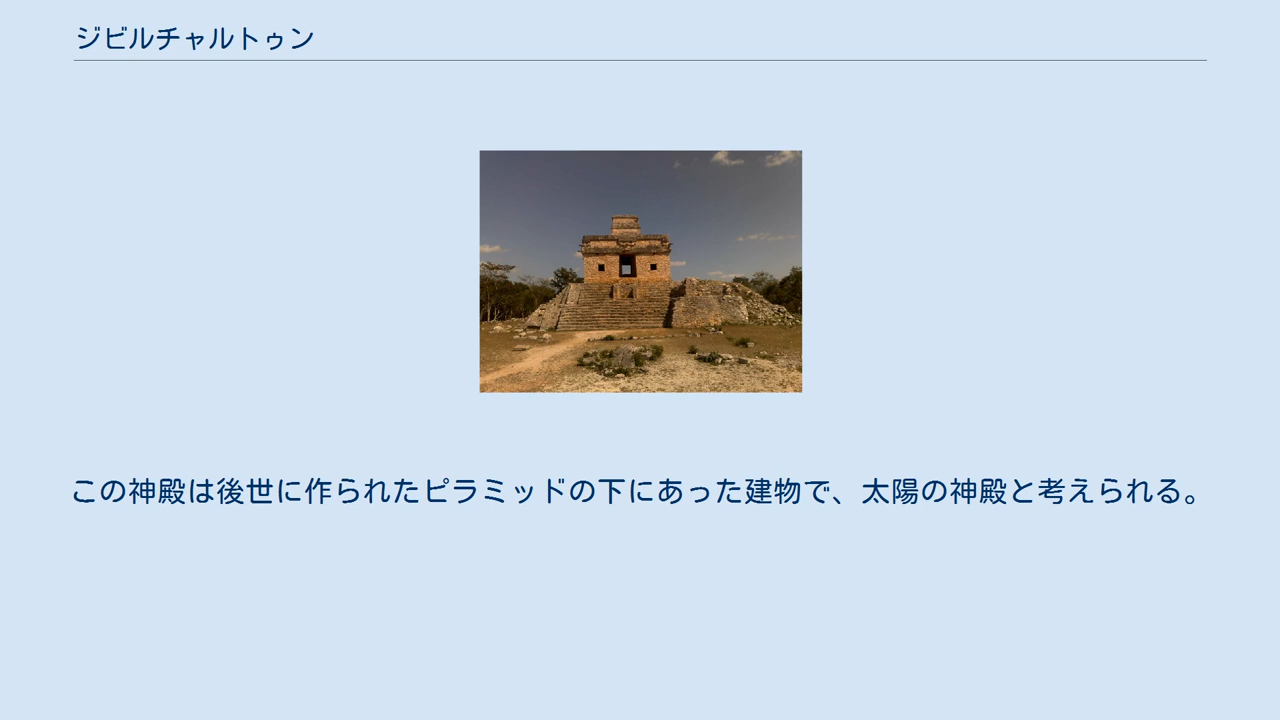 ジビルチャルトゥン
この神殿は後世に作られたピラミッドの下にあった建物で、太陽の神殿と考えられる。